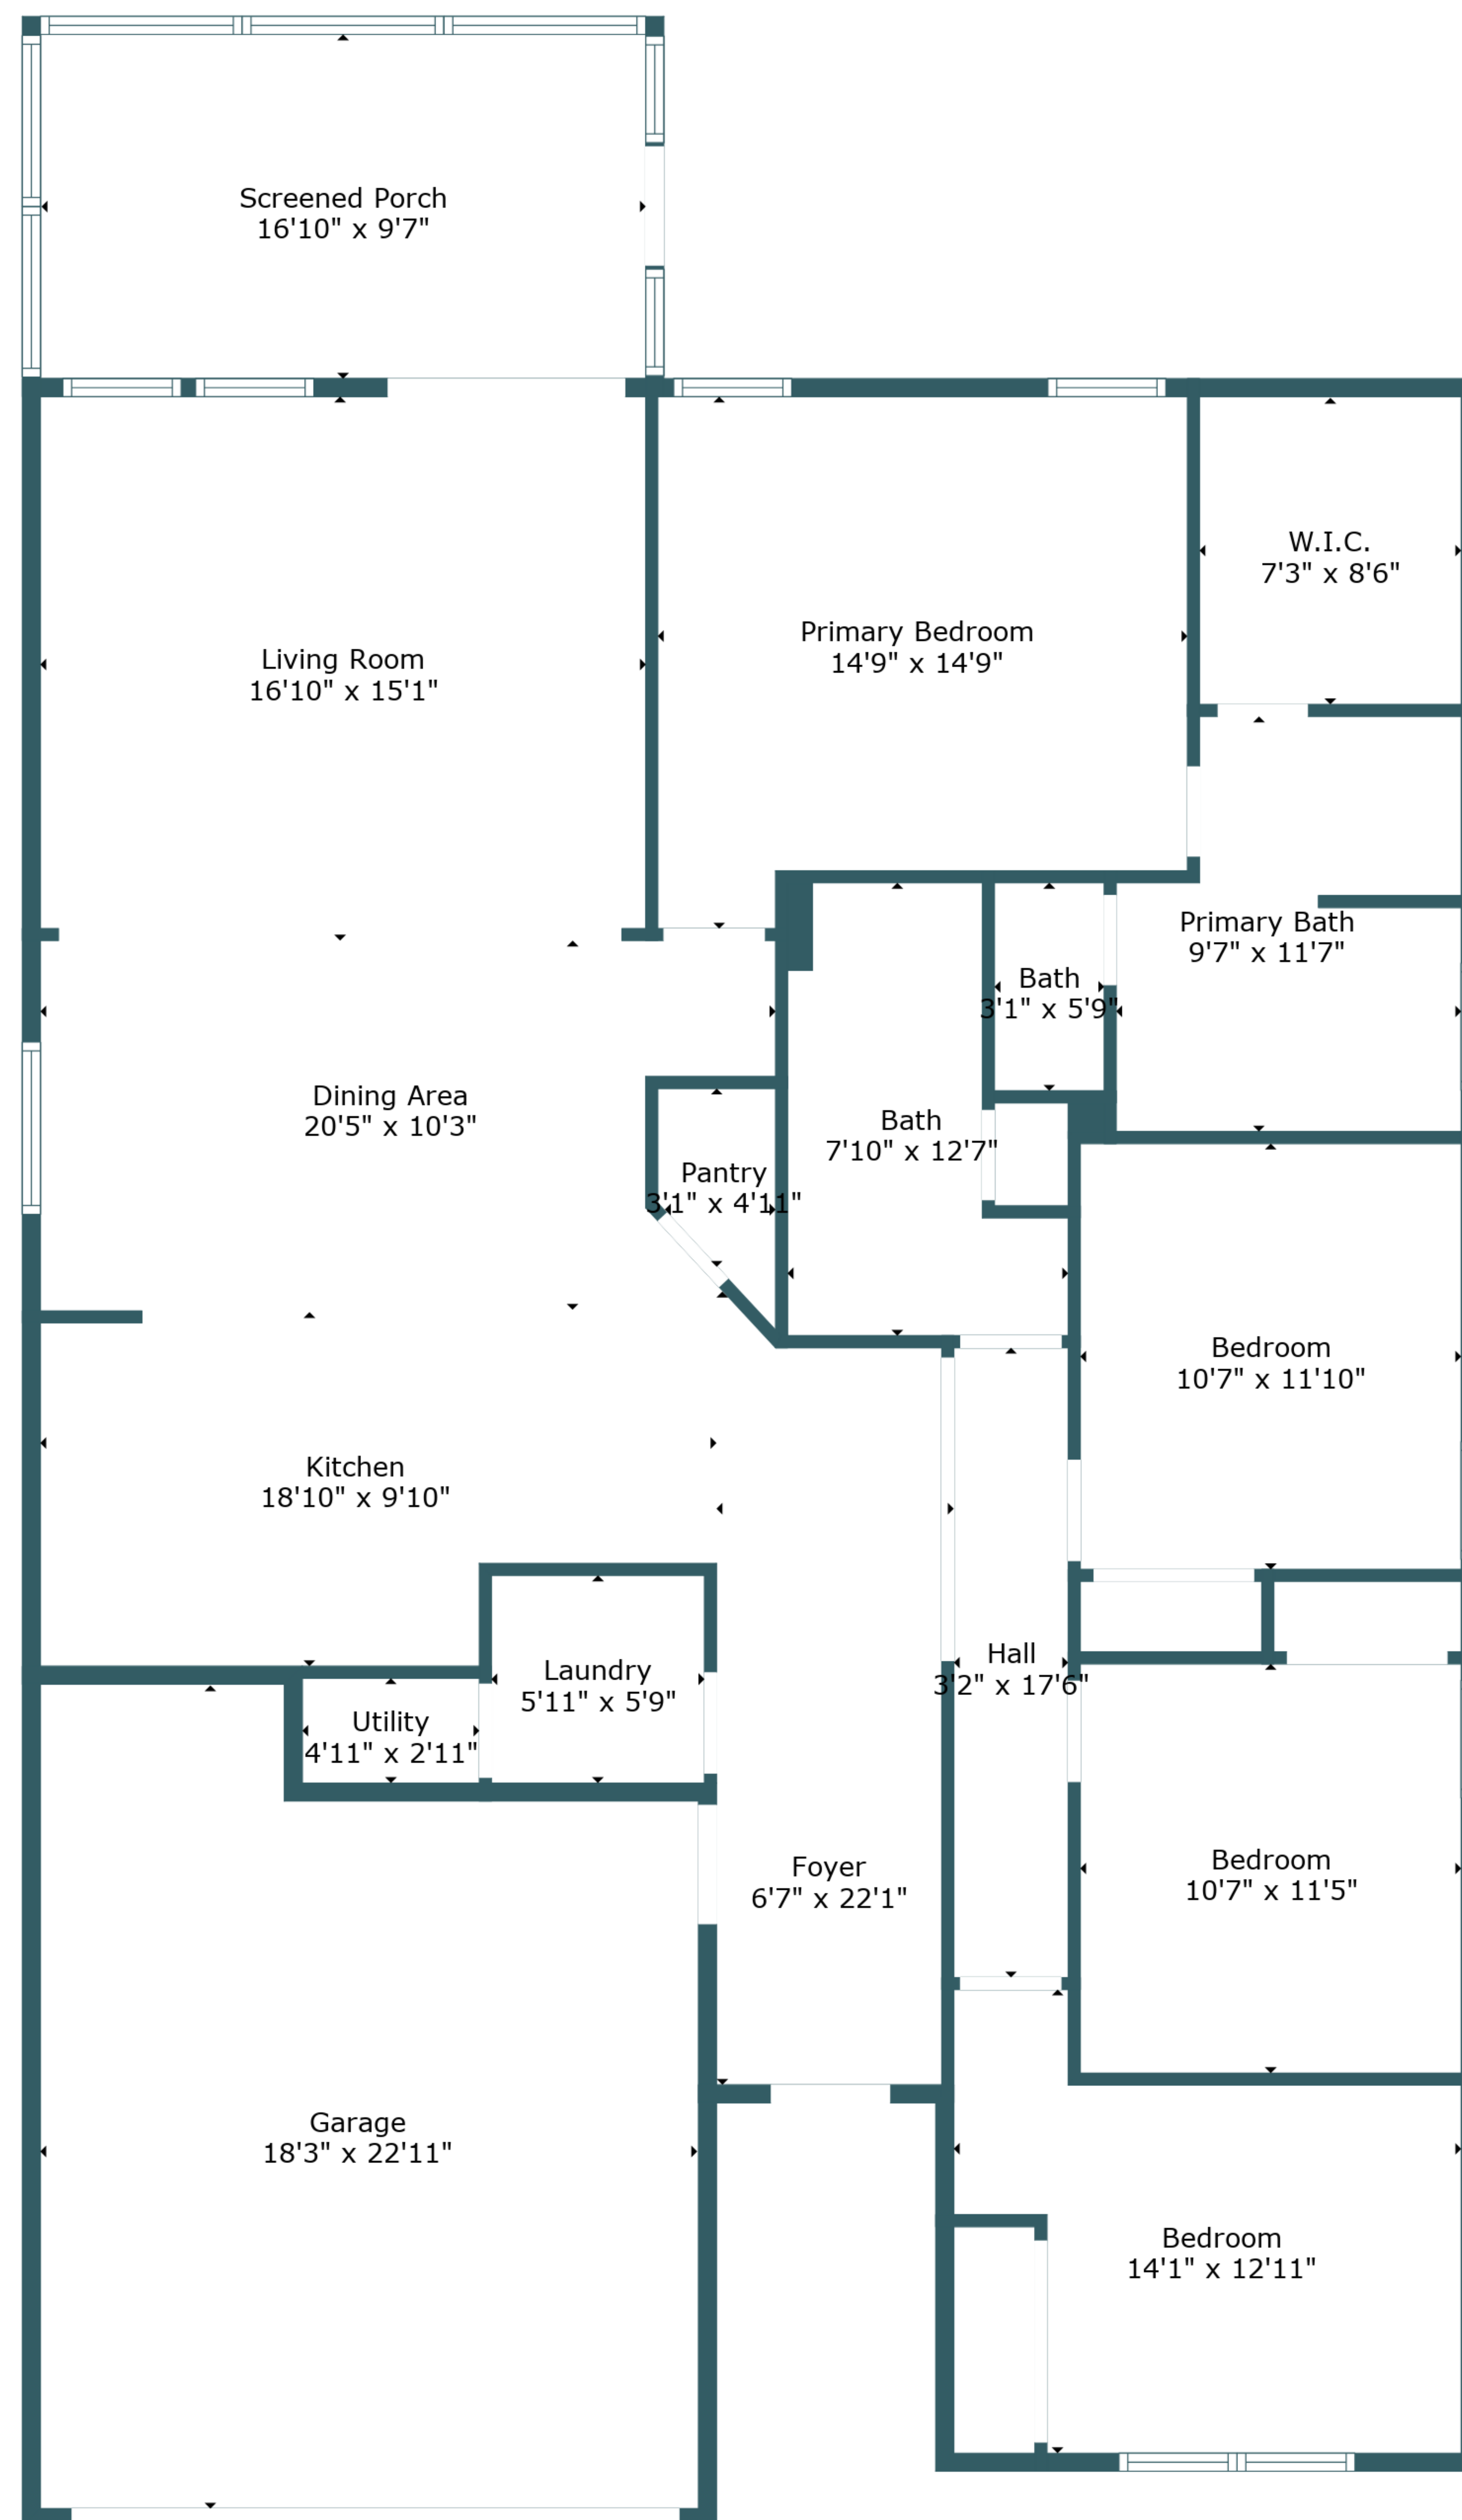 Screened Porch
16'10" x 9'7"
W.I.C.
7'3" x 8'6"
Primary Bedroom
14'9" x 14'9"
Living Room
16'10" x 15'1"
Primary Bath
9'7" x 11'7"
Bath
3'1" x 5'9"
Dining Area
20'5" x 10'3"
Bath
7'10" x 12'7"
Pantry
3'1" x 4'11"
Bedroom
10'7" x 11'10"
Kitchen
18'10" x 9'10"
Hall
3'2" x 17'6"
Laundry
5'11" x 5'9"
Utility
4'11" x 2'11"
Foyer
6'7" x 22'1"
Bedroom
10'7" x 11'5"
Garage
18'3" x 22'11"
Bedroom
14'1" x 12'11"